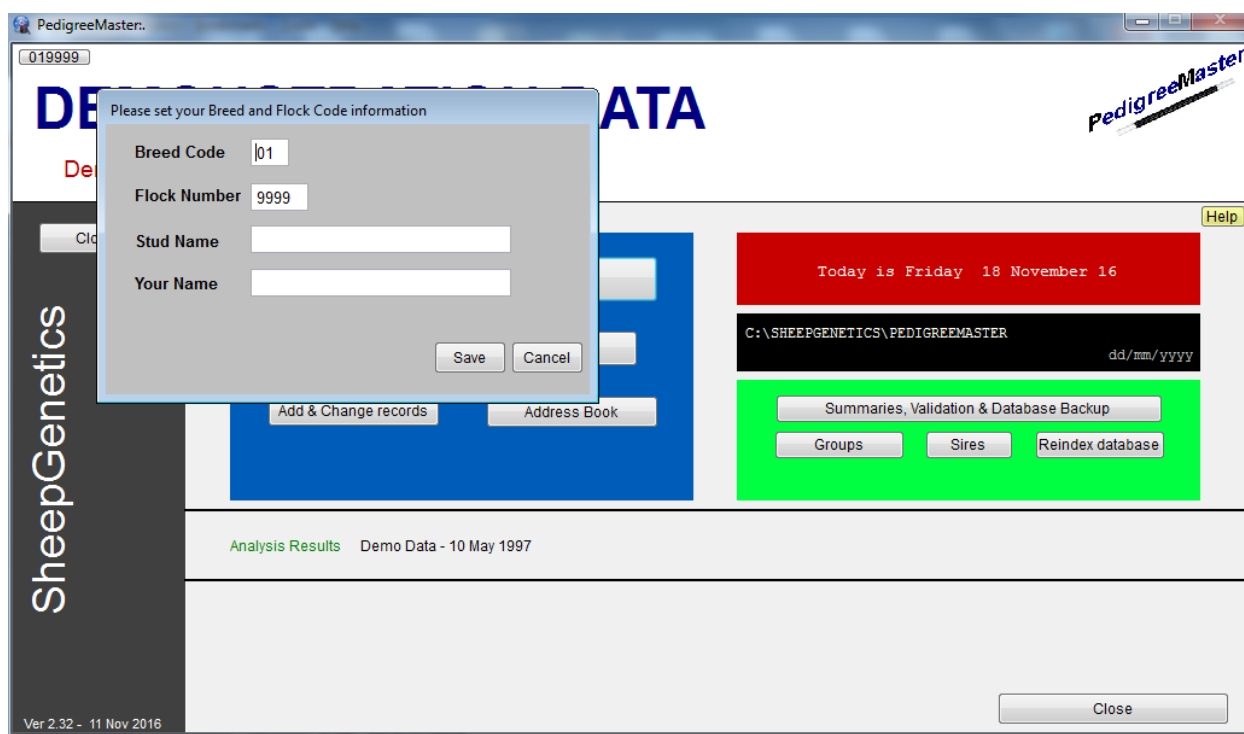 PedigreeMaster:.
019999
PedigreeMaster
DE
ATA
De
Please set your Breed and Flock Code information
Breed Code 01
Flock Number 9999
Stud Name
Your Name
Save Cancel
Help
Clo
Today is Friday 18 November 16
C:\SHEEPGENETICS\PEDIGREEMASTER
dd/mm/yyyy
Add & Change records Address Book
Summaries, Validation & Database Backup
Groups Sires Reindex database
SheepGenetics
Analysis Results Demo Data - 10 May 1997
Close
Ver 2.32 - 11 Nov 2016